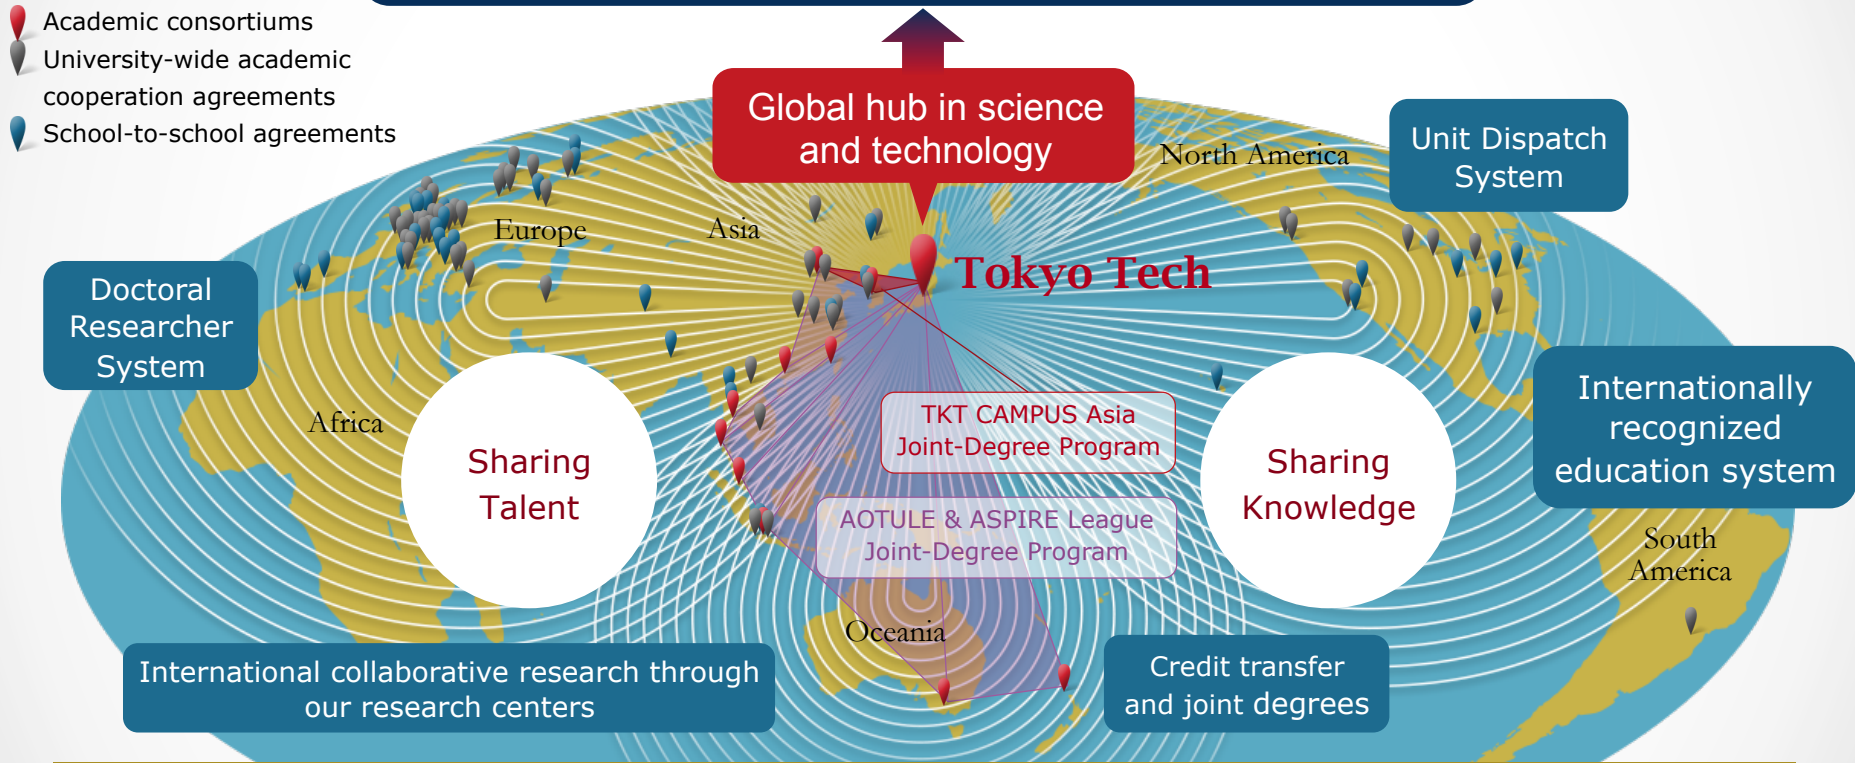 Academic consortiums
University-wide academic
cooperation agreements
School-to-school agreements
Global hub in science
and technology
North America
Unit Dispatch
System
Europe
Asia
Tokyo Tech
Doctoral
Researcher
System
Africa
Sharing
Talent
TKT CAMPUS Asia
Joint-Degree Program
AOTULE & ASPIRE League
Joint-Degree Program
Sharing
Knowledge
Internationally
recognized
education system
South
America
Oceania
International collaborative research through
our research centers
Credit transfer
and joint degrees